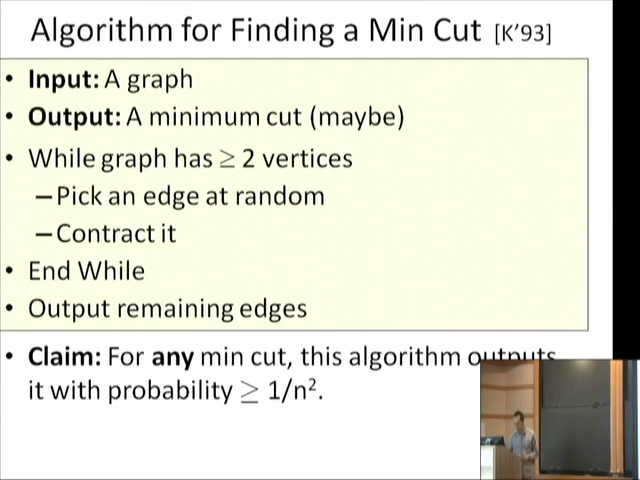 Algorithm for Finding a Min Cut [K'93]
• Input: A graph
• Output: A minimum cut (maybe)
• While graph has ≥ 2 vertices
– Pick an edge at random
– Contract it
• End While
• Output remaining edges
• Claim: For any min cut, this algorithm outputs
it with probability ≥ 1/n².